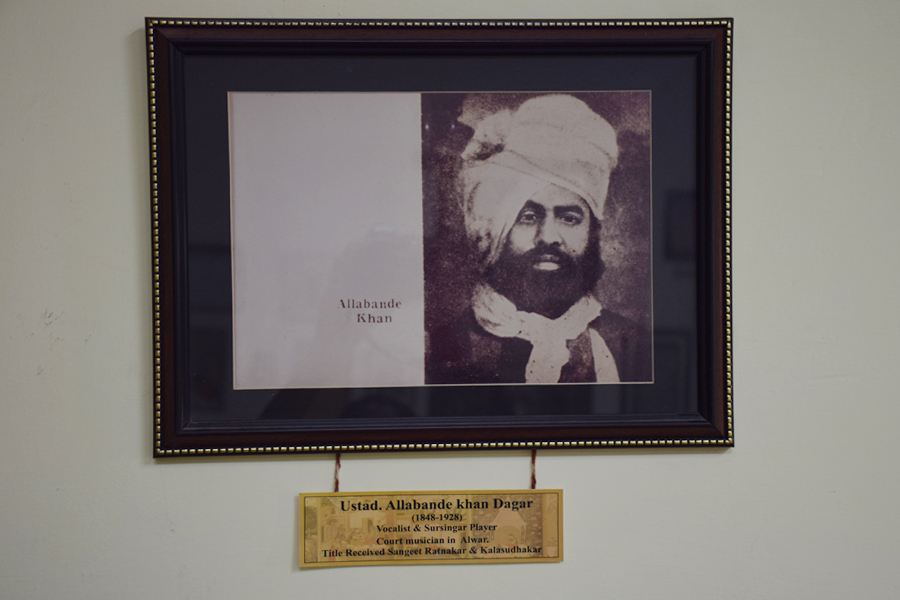 Allabande
Khan
Ustad. Allabande khan Dagar
(1848-1928)
Vocalist & Sursingar Player
Court musician in Alwar.
Title Received Sangeet Ratnakar & Kalasudhakar